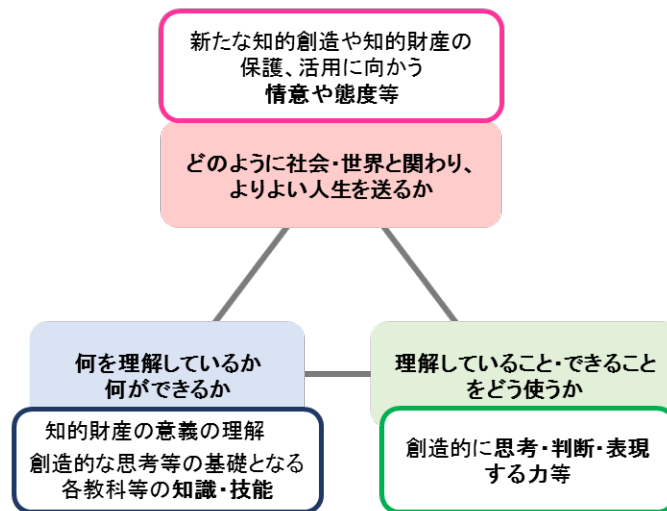 新たな知的創造や知的財産の
保護、活用に向かう
情意や態度等
どのように社会・世界と関わり、
よりよい人生を送るか
何を理解しているか
何ができるか
知的財産の意義の理解
創造的な思考等の基礎となる
各教科等の知識・技能
理解していること・できること
をどう使うか
創造的に思考・判断・表現
する力等